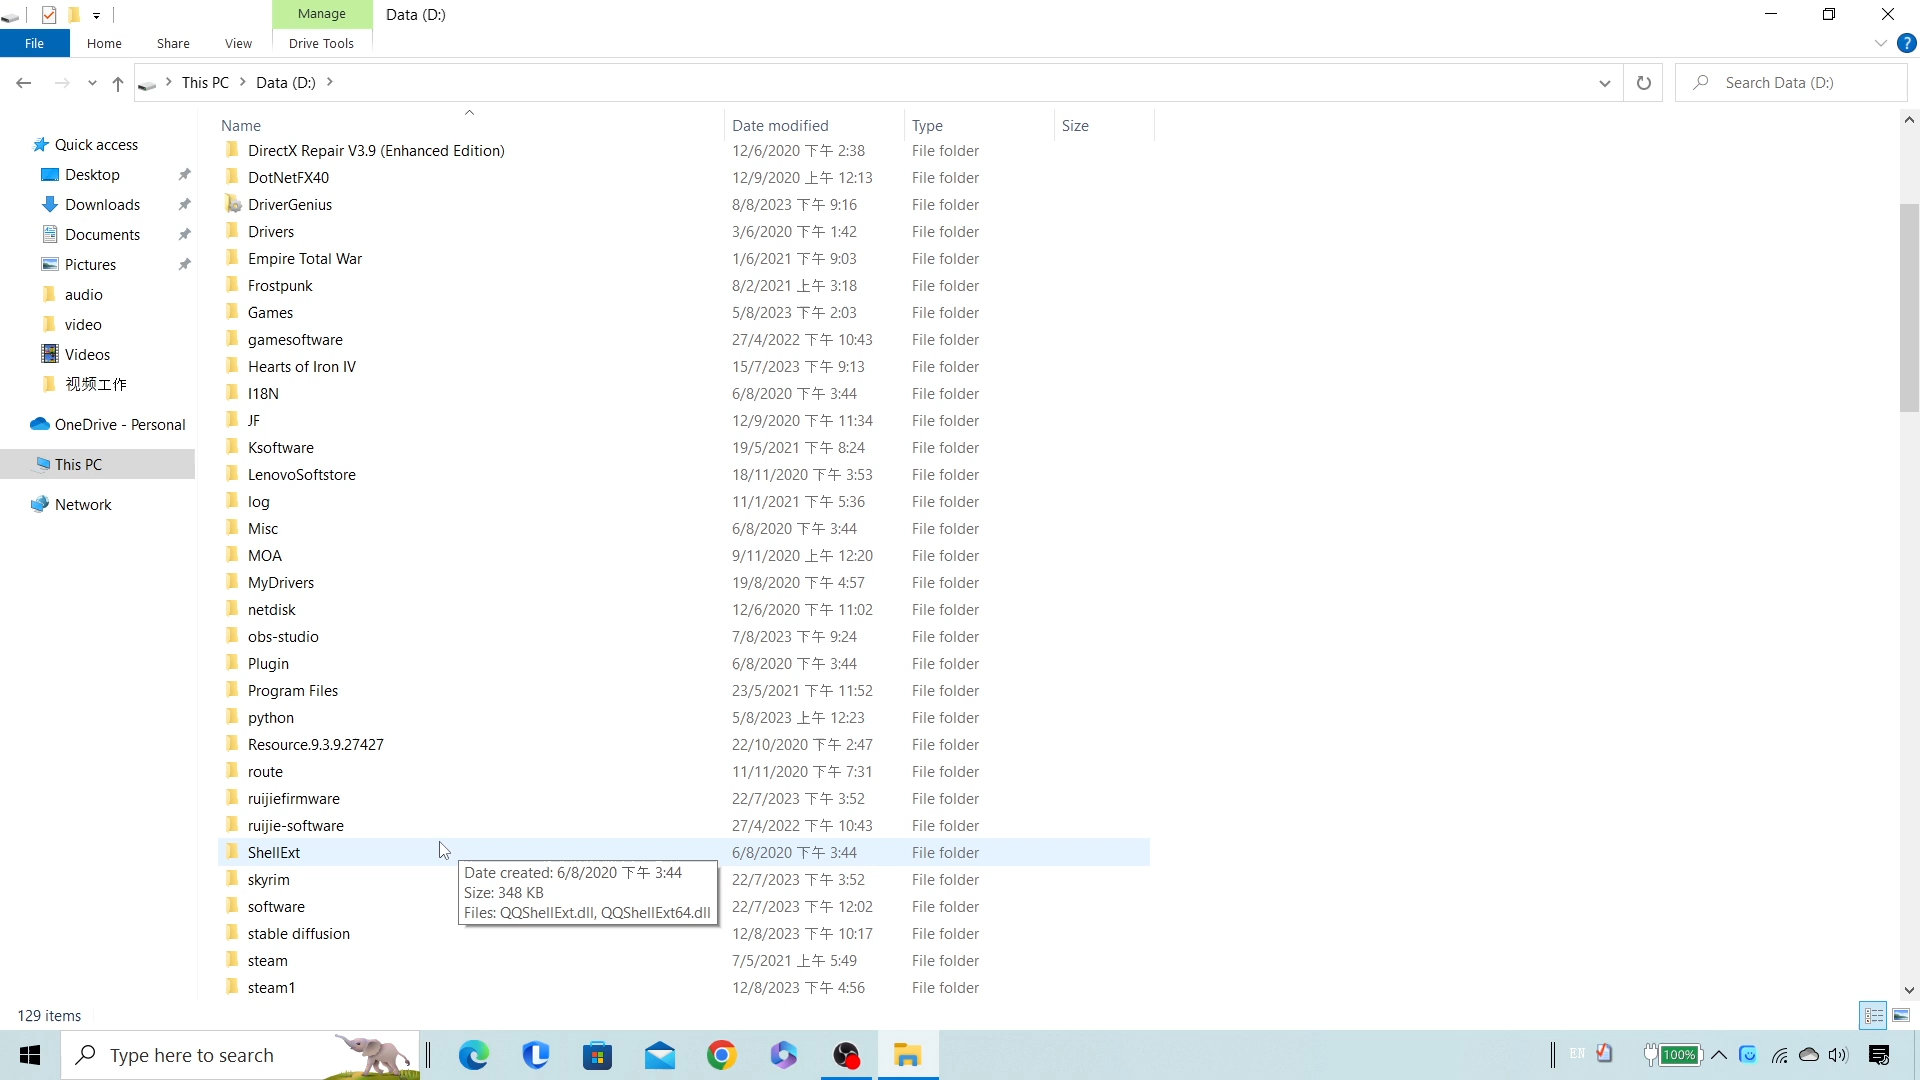 Manage
Data (D:)
File
Home
Share
View
Drive Tools
?
This PC
Data (D:)
Search Data (D:)
Name
Date modified
Type
Size
Quick access
Desktop
Downloads
Documents
Pictures
audio
video
Videos
视频工作
OneDrive - Personal
This PC
Network
DirectX Repair V3.9 (Enhanced Edition) 12/6/2020 下午 2:38 File folder
DotNetFX40 12/9/2020 上午 12:13 File folder
DriverGenius 8/8/2023 下午 9:16 File folder
Drivers 3/6/2020 下午 1:42 File folder
Empire Total War 1/6/2021 下午 9:03 File folder
Frostpunk 8/2/2021 上午 3:18 File folder
Games 5/8/2023 下午 2:03 File folder
gamesoftware 27/4/2022 下午 10:43 File folder
Hearts of Iron IV 15/7/2023 下午 9:13 File folder
I18N 6/8/2020 下午 3:44 File folder
JF 12/9/2020 上午 11:34 File folder
Ksoftware 19/5/2021 下午 8:24 File folder
LenovoSoftstore 18/11/2020 下午 3:53 File folder
log 11/1/2021 下午 5:36 File folder
Misc 6/8/2020 下午 3:44 File folder
MOA 9/11/2020 上午 12:20 File folder
MyDrivers 19/8/2020 下午 4:57 File folder
netdisk 12/6/2020 下午 11:02 File folder
obs-studio 7/8/2023 下午 9:24 File folder
Plugin 6/8/2020 下午 3:44 File folder
Program Files 23/5/2021 下午 11:52 File folder
python 5/8/2023 上午 12:23 File folder
Resource.9.3.9.27427 22/10/2020 下午 2:47 File folder
route 11/11/2020 下午 7:31 File folder
ruijiefirmware 22/7/2023 下午 3:52 File folder
ruijie-software 27/4/2022 下午 10:43 File folder
ShellExt 6/8/2020 下午 3:44 File folder
Date created: 6/8/2020 下午 3:44
Size: 348 KB
Files: QQShellExt.dll, QQShellExt64.dll
skyrim 22/7/2023 下午 3:52 File folder
software 22/7/2023 下午 12:02 File folder
stable diffusion 12/8/2023 下午 10:17 File folder
steam 7/5/2021 上午 5:49 File folder
steam1 12/8/2023 下午 4:56 File folder
129 items
Type here to search
EN
100%